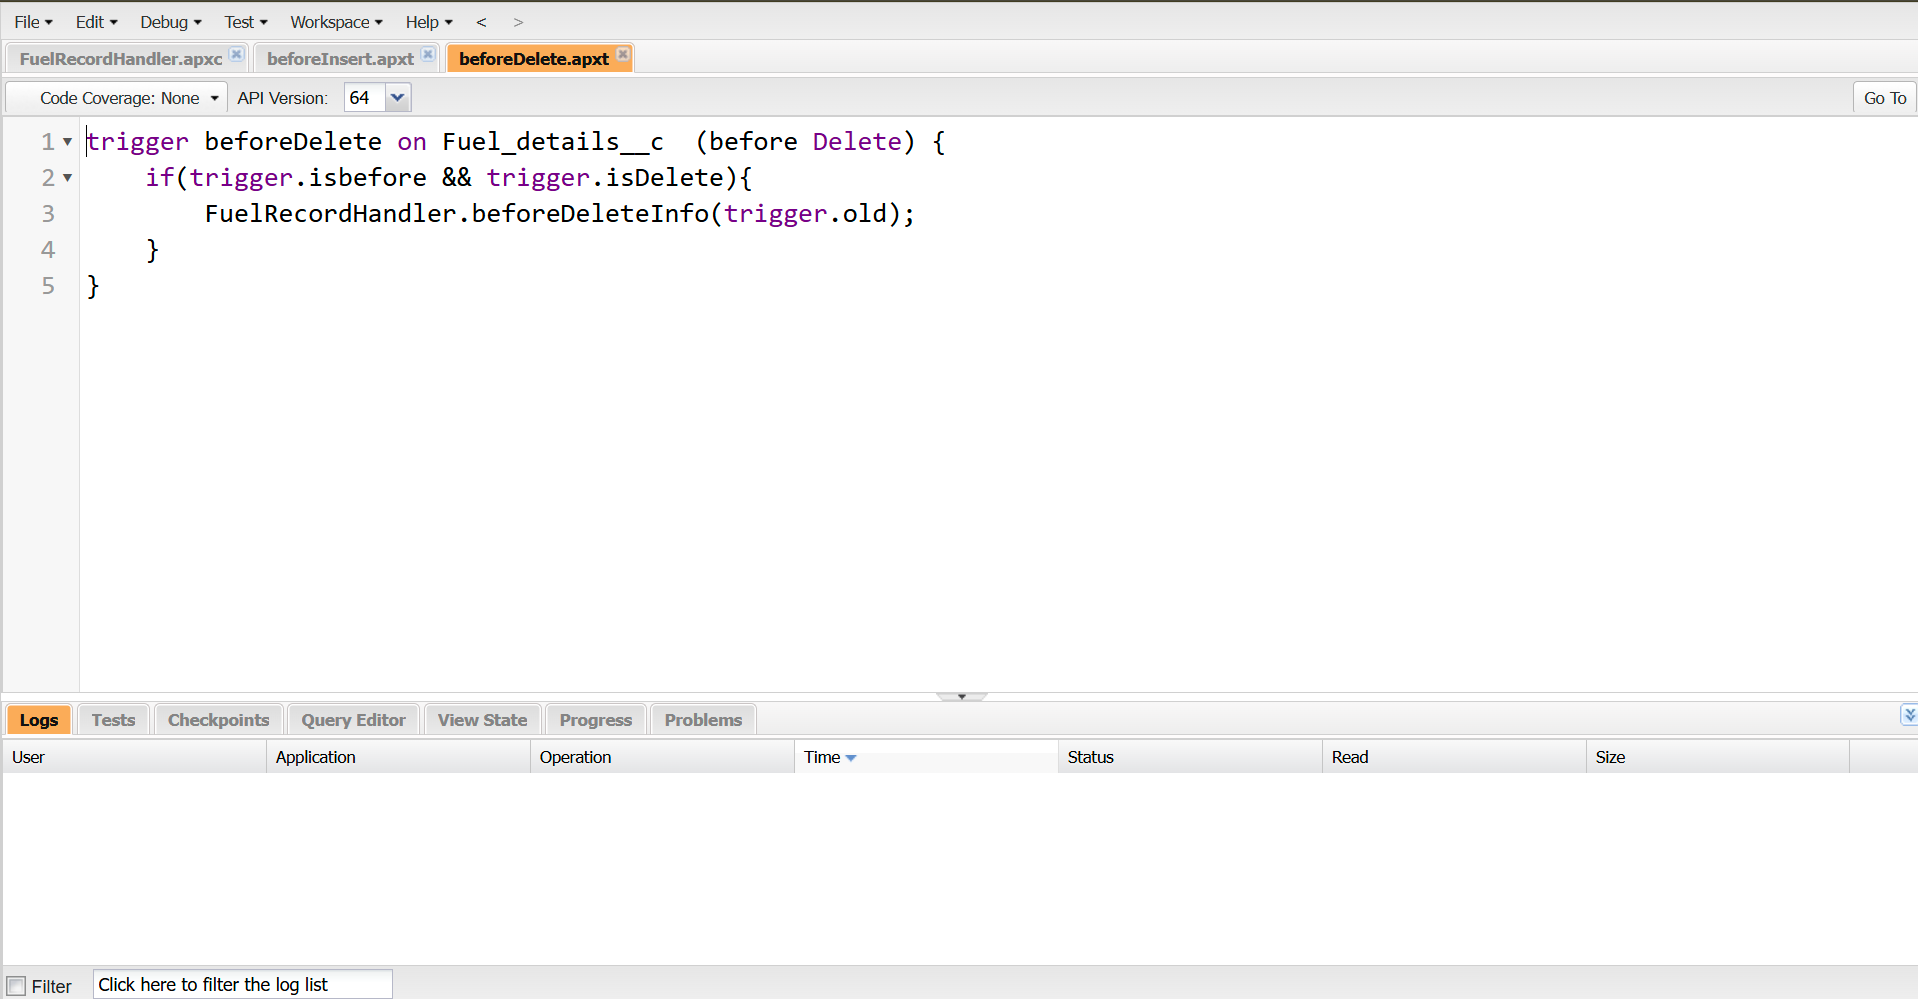 File Edit Debug Test Workspace Help < >
FuelRecordHandler.apxc beforeInsert.apxt beforeDelete.apxt
Code Coverage: None API Version: 64 Go To
1 trigger beforeDelete on Fuel_details__c  (before Delete) {
2     if(trigger.isbefore && trigger.isDelete){
3         FuelRecordHandler.beforeDeleteInfo(trigger.old);
4     }
5 }
Logs Tests Checkpoints Query Editor View State Progress Problems
User Application Operation Time Status Read Size
Filter Click here to filter the log list